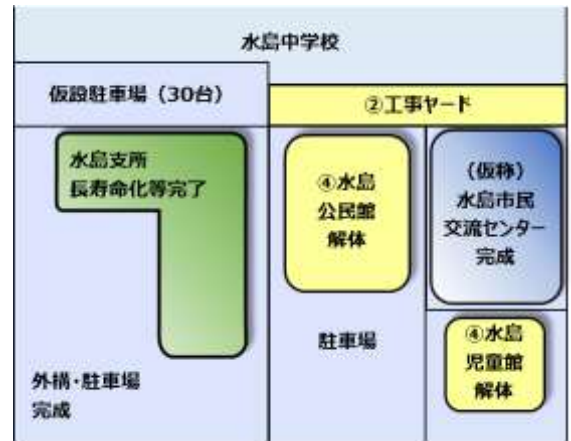 水島中学校
仮設駐車場（30台）
②工事ヤード
水島支所
長寿命化等完了
④水島
公民館
解体
（仮称）
水島市民
交流センター
完成
駐車場
④水島
児童館
解体
外構・駐車場
完成